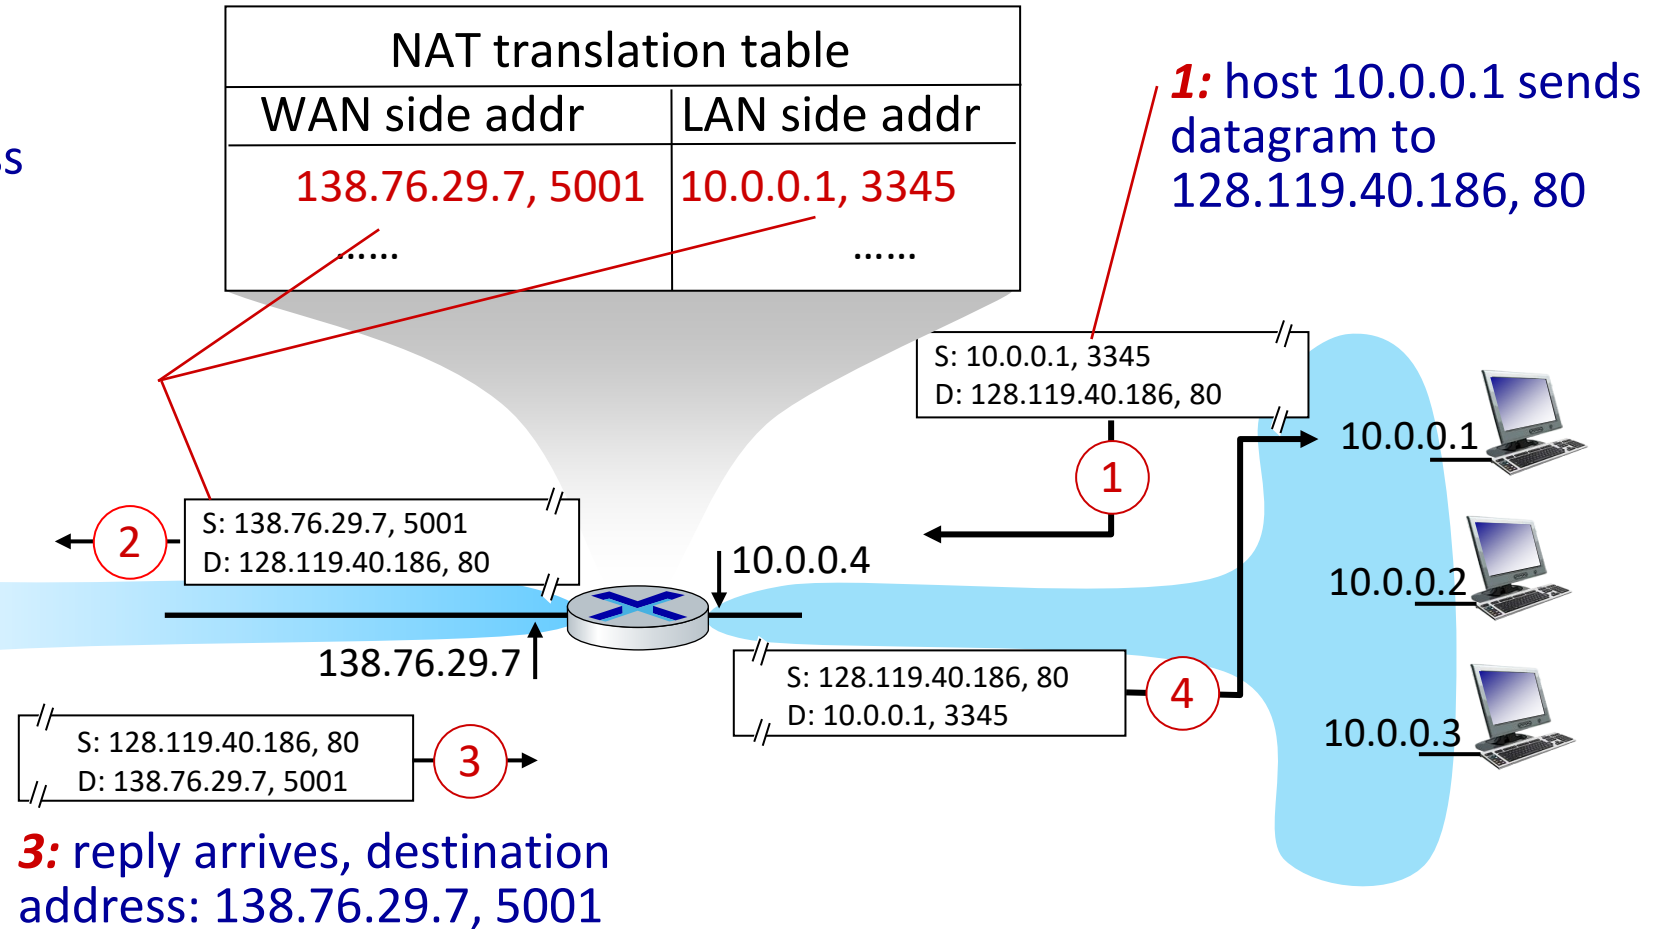 NAT translation table
WAN side addr LAN side addr
138.76.29.7, 5001 10.0.0.1, 3345
...... ......
1: host 10.0.0.1 sends
datagram to
128.119.40.186, 80
S: 10.0.0.1, 3345
D: 128.119.40.186, 80
1
10.0.0.1
2
S: 138.76.29.7, 5001
D: 128.119.40.186, 80
10.0.0.4
10.0.0.2
138.76.29.7
S: 128.119.40.186, 80
D: 10.0.0.1, 3345
4
10.0.0.3
S: 128.119.40.186, 80
D: 138.76.29.7, 5001
3
3: reply arrives, destination
address: 138.76.29.7, 5001